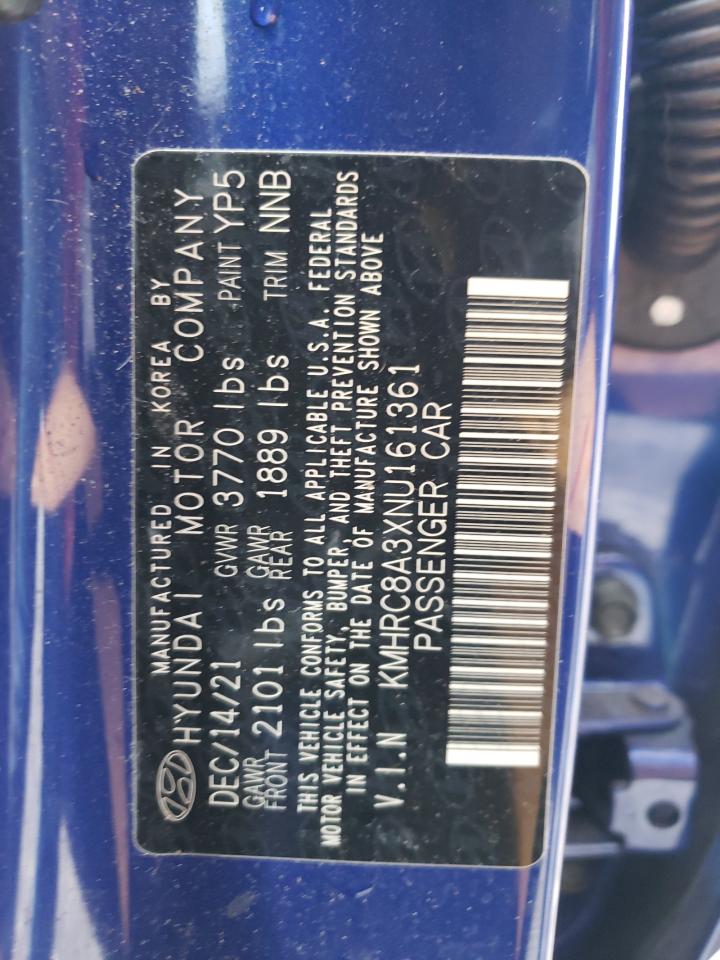 MANUFACTURED IN KOREA BY
HYUNDAI MOTOR COMPANY
DEC/14/21 GVWR 3770 lbs PAINT YP5
GAWR FRONT 2101 lbs GAWR REAR 1889 lbs TRIM NNB
THIS VEHICLE CONFORMS TO ALL APPLICABLE U.S.A. FEDERAL
MOTOR VEHICLE SAFETY, BUMPER, AND THEFT PREVENTION STANDARDS
IN EFFECT ON THE DATE OF MANUFACTURE SHOWN ABOVE
V.I.N KMHRC8A3XNU161361
PASSENGER CAR